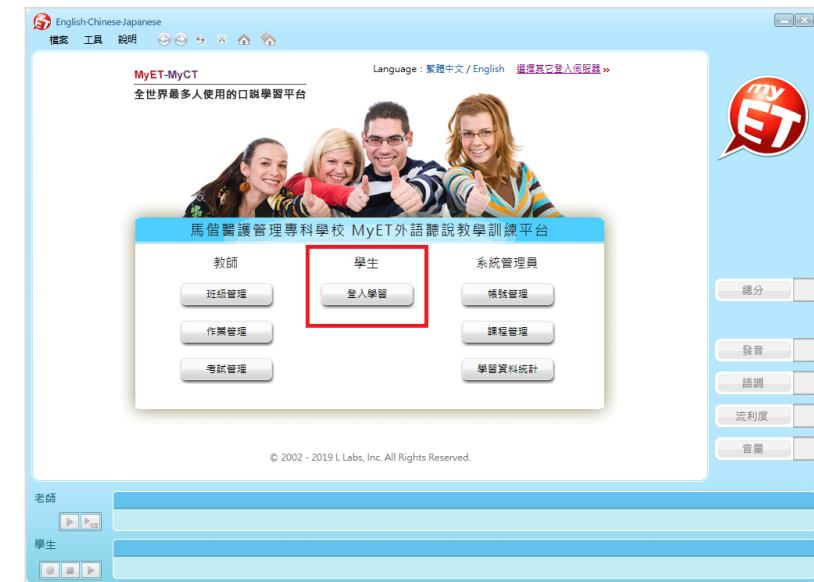 English-Chinese-Japanese
檔案 工具 說明
MyET-MyCT
全世界最多人使用的口說學習平台
Language : 繁體中文 / English 選擇其它登入伺服器 »
my
ET
馬偕醫護管理專科學校 MyET外語聽說教學訓練平台
教師 學生 系統管理員
班級管理 登入學習 帳號管理
作業管理 課程管理
考試管理 學習資料統計
© 2002 - 2019 L Labs, Inc. All Rights Reserved.
總分
發音
語調
流利度
音量
老師
1/2
學生